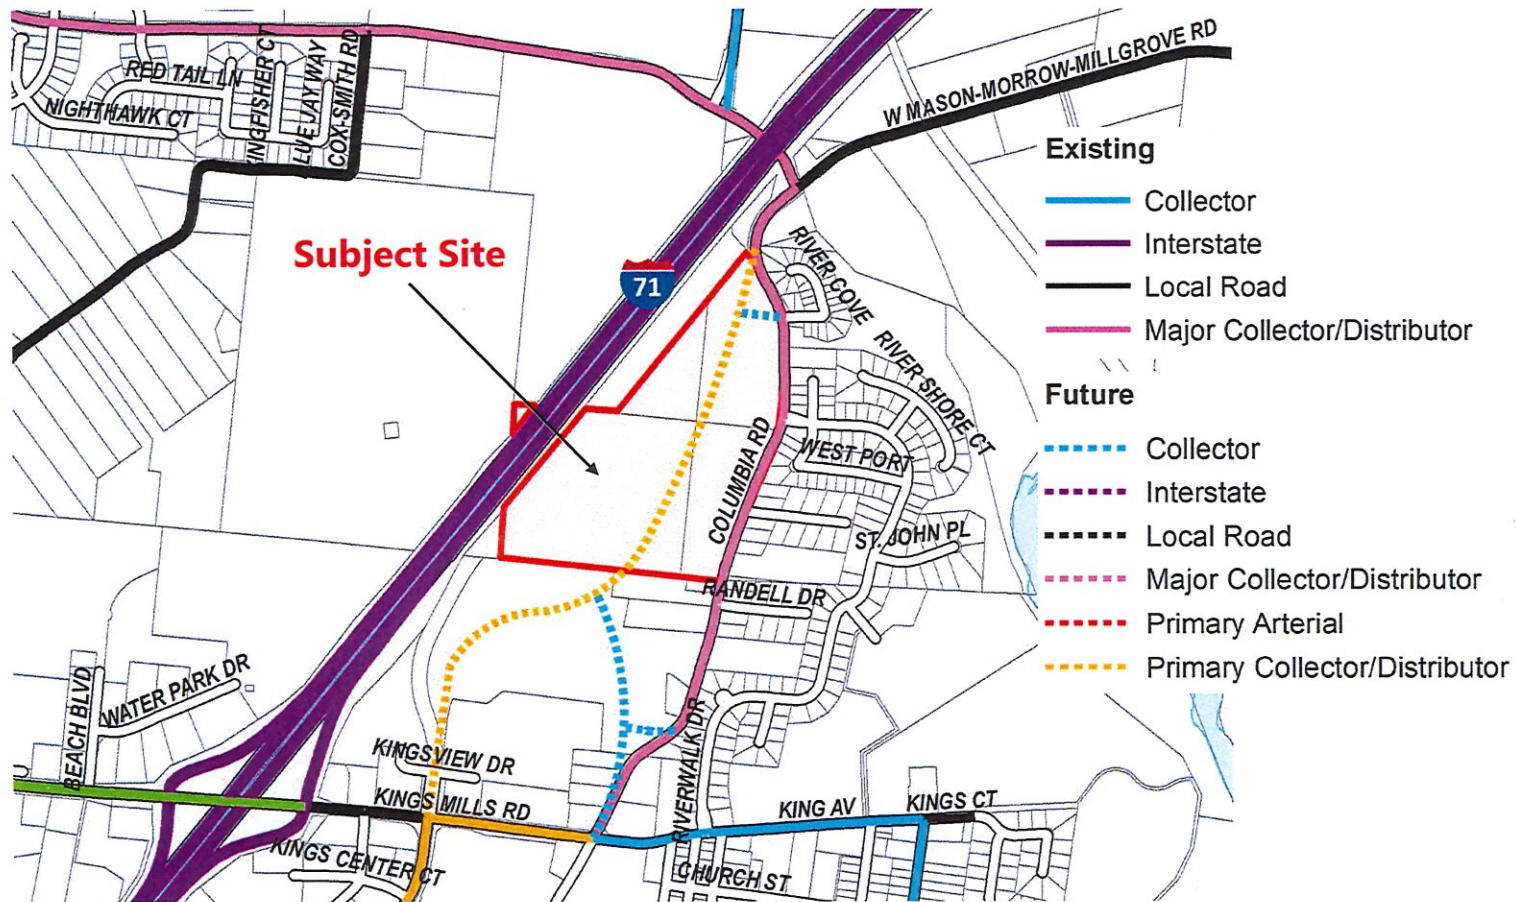 W MASON-MORROW-MILLGROVE RD
RED TAIL LN
NIGHTHAWK CT
INGFISHER CT
LUE JAY WAY
COX-SMITH RD
Subject Site
71
RIVER COVE
RIVER SHORE CT
WEST PORT
COLUMBIA RD
ST. JOHN PL
RANDELL DR
BEACH BLVD
WATER PARK DR
KINGSVIEW DR
KINGS MILLS RD
RIVERWALK DR
KING AV
KINGS CT
KINGS CENTER CT
CHURCH ST
Existing
Collector
Interstate
Local Road
Major Collector/Distributor
Future
Collector
Interstate
Local Road
Major Collector/Distributor
Primary Arterial
Primary Collector/Distributor